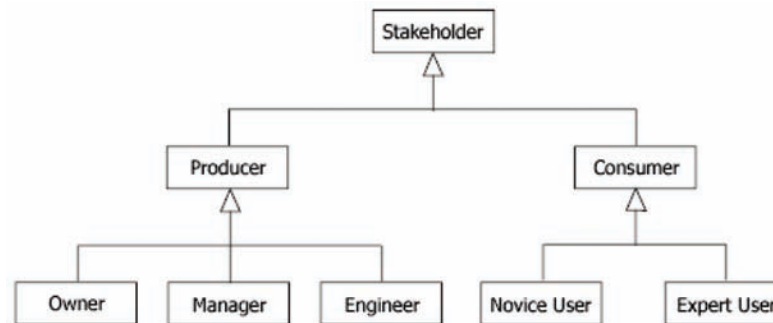 Stakeholder
Producer
Consumer
Owner
Manager
Engineer
Novice User
Expert User